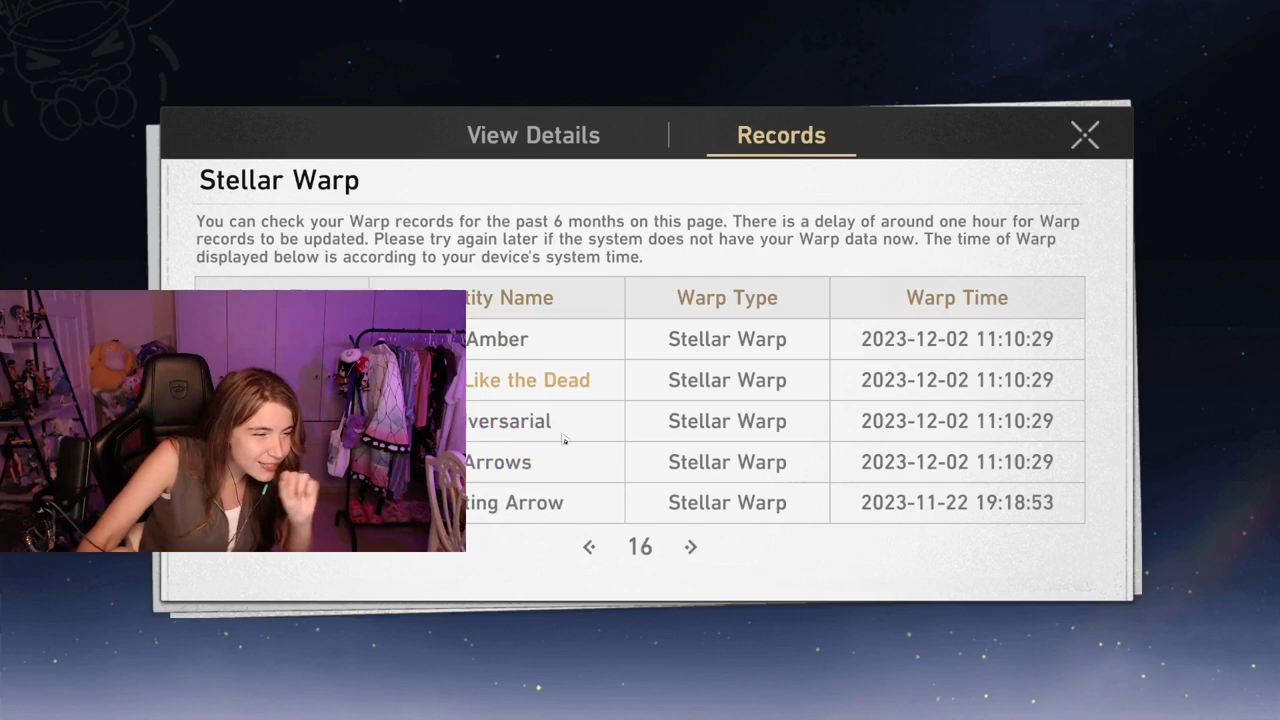 View Details | Records
Stellar Warp
You can check your Warp records for the past 6 months on this page. There is a delay of around one hour for Warp
records to be updated. Please try again later if the system does not have your Warp data now. The time of Warp
displayed below is according to your device's system time.
tity Name Warp Type Warp Time
Amber Stellar Warp 2023-12-02 11:10:29
Like the Dead Stellar Warp 2023-12-02 11:10:29
versarial Stellar Warp 2023-12-02 11:10:29
Arrows Stellar Warp 2023-12-02 11:10:29
ting Arrow Stellar Warp 2023-11-22 19:18:53
16